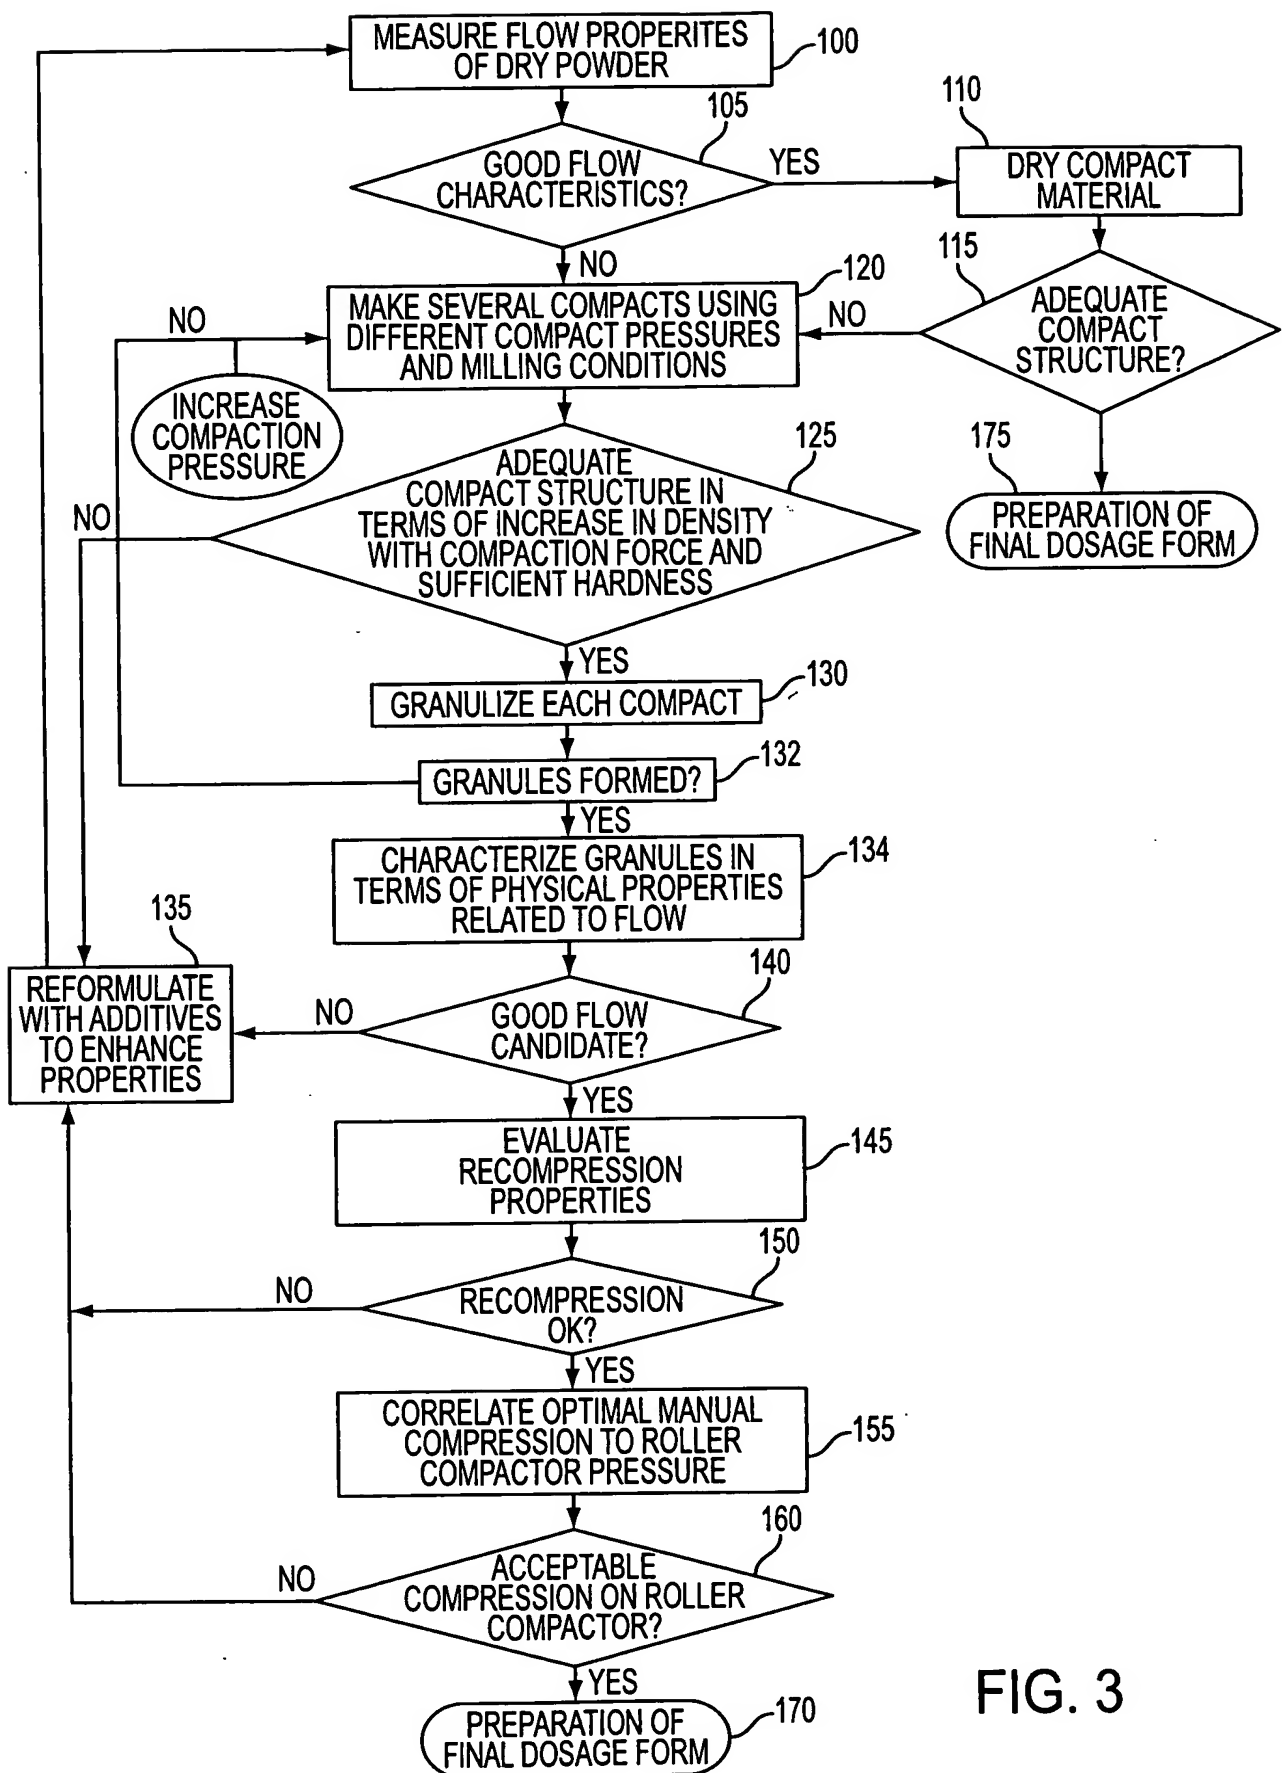 MEASURE FLOW PROPERITES
OF DRY POWDER
100
105
GOOD FLOW
CHARACTERISTICS?
YES
110
DRY COMPACT
MATERIAL
NO
115
ADEQUATE
COMPACT
STRUCTURE?
NO
120
MAKE SEVERAL COMPACTS USING
DIFFERENT COMPACT PRESSURES
AND MILLING CONDITIONS
NO
INCREASE
COMPACTION
PRESSURE
175
PREPARATION OF
FINAL DOSAGE FORM
125
ADEQUATE
COMPACT STRUCTURE IN
TERMS OF INCREASE IN DENSITY
WITH COMPACTION FORCE AND
SUFFICIENT HARDNESS
NO
YES
GRANULIZE EACH COMPACT
130
GRANULES FORMED?
132
YES
CHARACTERIZE GRANULES IN
TERMS OF PHYSICAL PROPERTIES
RELATED TO FLOW
134
135
REFORMULATE
WITH ADDITIVES
TO ENHANCE
PROPERTIES
NO
140
GOOD FLOW
CANDIDATE?
YES
EVALUATE
RECOMPRESSION
PROPERTIES
145
150
NO
RECOMPRESSION
OK?
YES
CORRELATE OPTIMAL MANUAL
COMPRESSION TO ROLLER
COMPACTOR PRESSURE
155
160
NO
ACCEPTABLE
COMPRESSION ON ROLLER
COMPACTOR?
YES
PREPARATION OF
FINAL DOSAGE FORM
170
FIG. 3